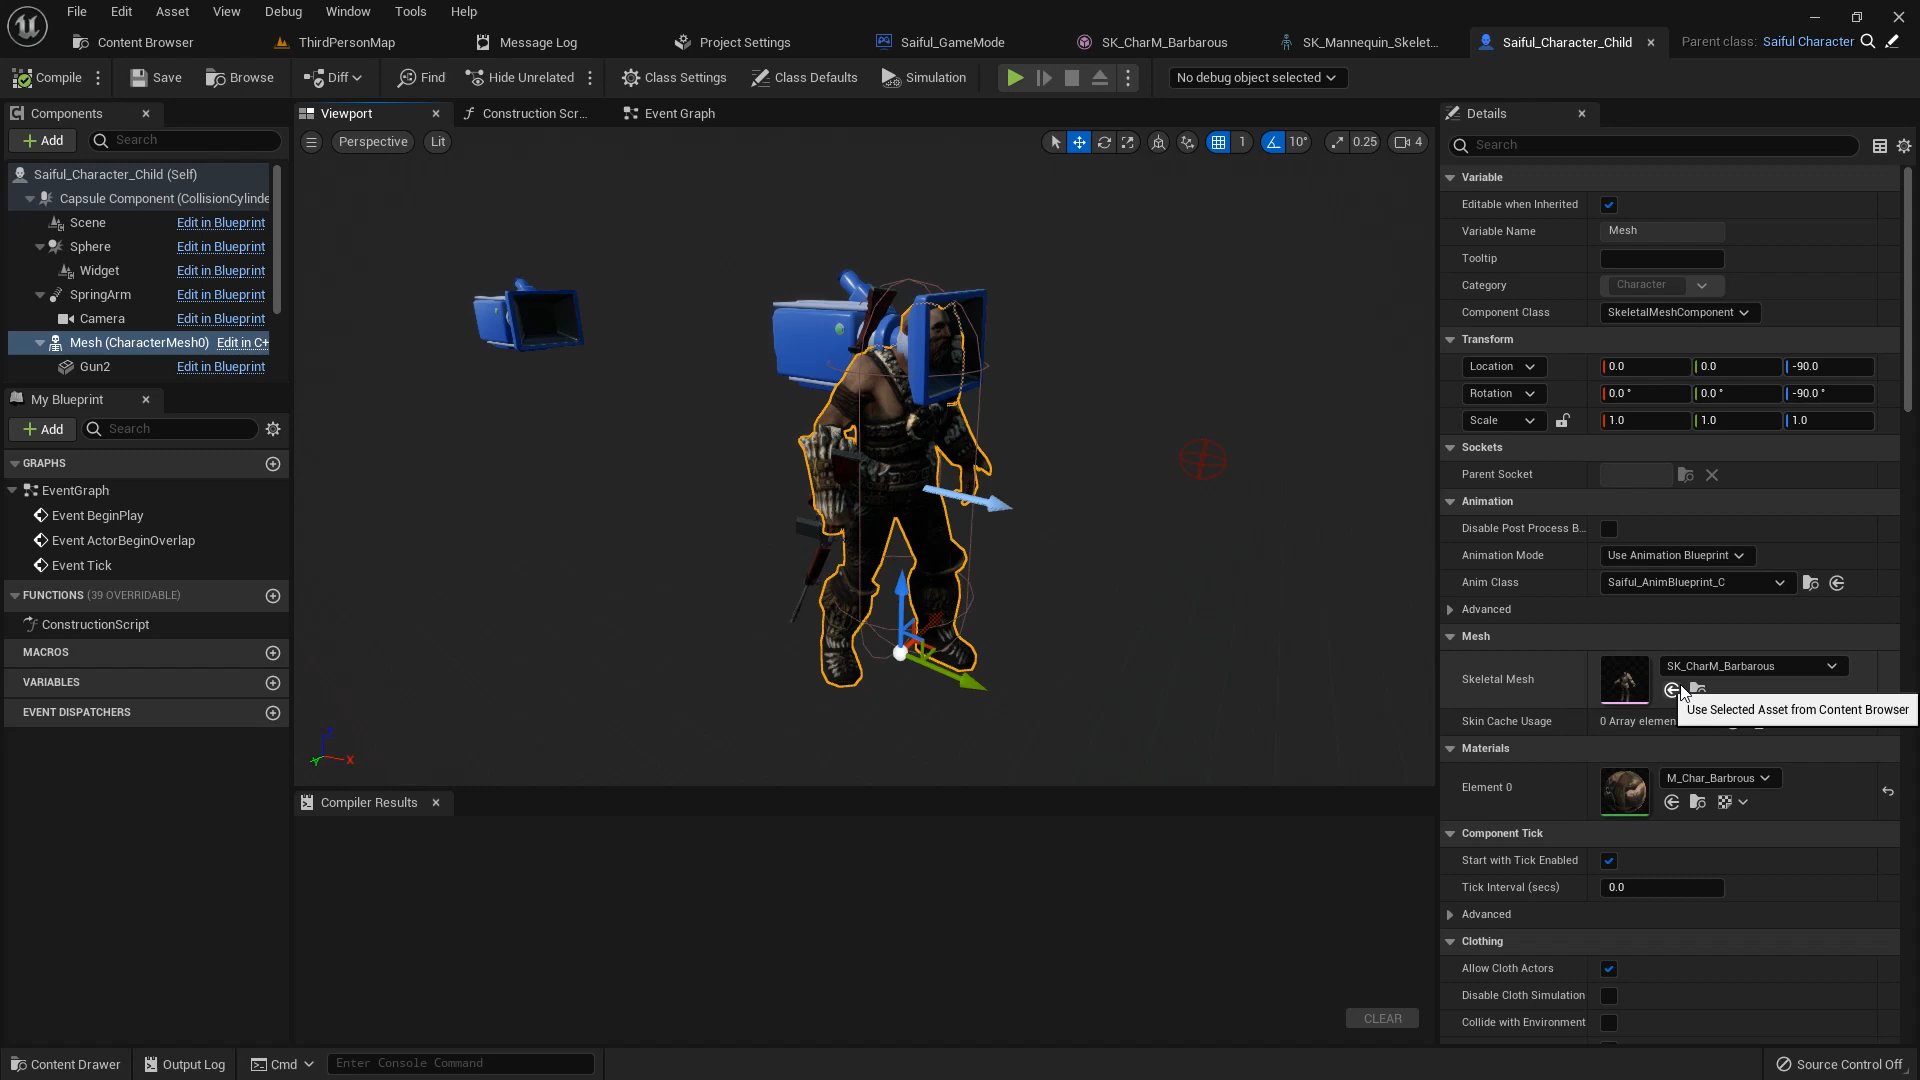 File Edit Asset View Debug Window Tools Help
Content Browser ThirdPersonMap Message Log Project Settings Saiful_GameMode SK_CharM_Barbarous SK_Mannequin_Skelet... Saiful_Character_Child Parent class: Saiful Character
Compile Save Browse Diff Find Hide Unrelated Class Settings Class Defaults Simulation No debug object selected
Components
Add Search
Saiful_Character_Child (Self)
Capsule Component (CollisionCylinde
Scene Edit in Blueprint
Sphere Edit in Blueprint
Widget Edit in Blueprint
SpringArm Edit in Blueprint
Camera Edit in Blueprint
Mesh (CharacterMesh0) Edit in C+
Gun2 Edit in Blueprint
My Blueprint
Add Search
GRAPHS
EventGraph
Event BeginPlay
Event ActorBeginOverlap
Event Tick
FUNCTIONS (39 OVERRIDABLE)
ConstructionScript
MACROS
VARIABLES
EVENT DISPATCHERS
Viewport Construction Scr... Event Graph
Perspective Lit 1 10° 0.25 4
Z
Y X
Compiler Results
CLEAR
Details
Search
Variable
Editable when Inherited
Variable Name Mesh
Tooltip
Category Character
Component Class SkeletalMeshComponent
Transform
Location 0.0 0.0 -90.0
Rotation 0.0 ° 0.0 ° -90.0 °
Scale 1.0 1.0 1.0
Sockets
Parent Socket
Animation
Disable Post Process B...
Animation Mode Use Animation Blueprint
Anim Class Saiful_AnimBlueprint_C
Advanced
Mesh
Skeletal Mesh SK_CharM_Barbarous
Use Selected Asset from Content Browser
Skin Cache Usage 0 Array elemen
Materials
Element 0 M_Char_Barbrous
Component Tick
Start with Tick Enabled
Tick Interval (secs) 0.0
Advanced
Clothing
Allow Cloth Actors
Disable Cloth Simulation
Collide with Environment
Content Drawer Output Log Cmd Enter Console Command Source Control Off